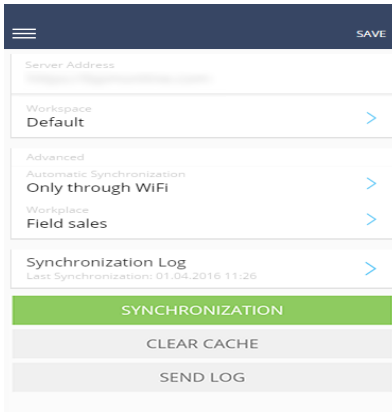 SAVE
Server Address
Workspace
Default
Advanced
Automatic Synchronization
Only through WiFi
Workplace
Field sales
Synchronization Log
Last Synchronization: 01.04.2016 11:26
SYNCHRONIZATION
CLEAR CACHE
SEND LOG